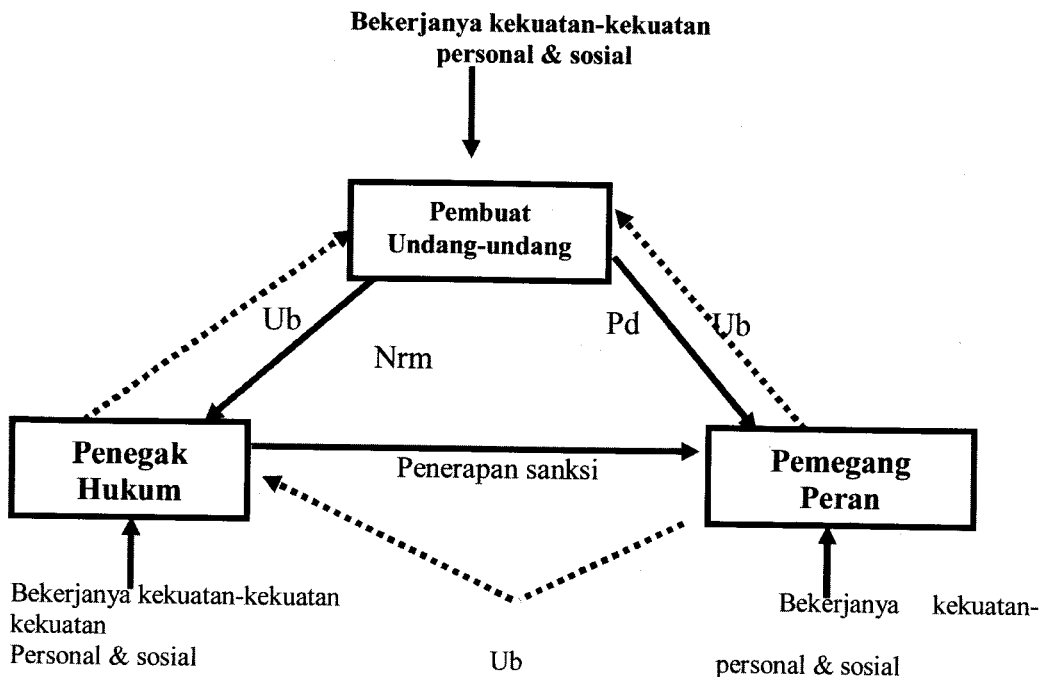 Bekerjanya kekuatan-kekuatan
personal & sosial
Pembuat
Undang-undang
Ub
Pd
Ub
Nrm
Penegak
Hukum
Penerapan sanksi
Pemegang
Peran
Bekerjanya kekuatan-kekuatan
kekuatan
Personal & sosial
Ub
Bekerjanya kekuatan-
personal & sosial